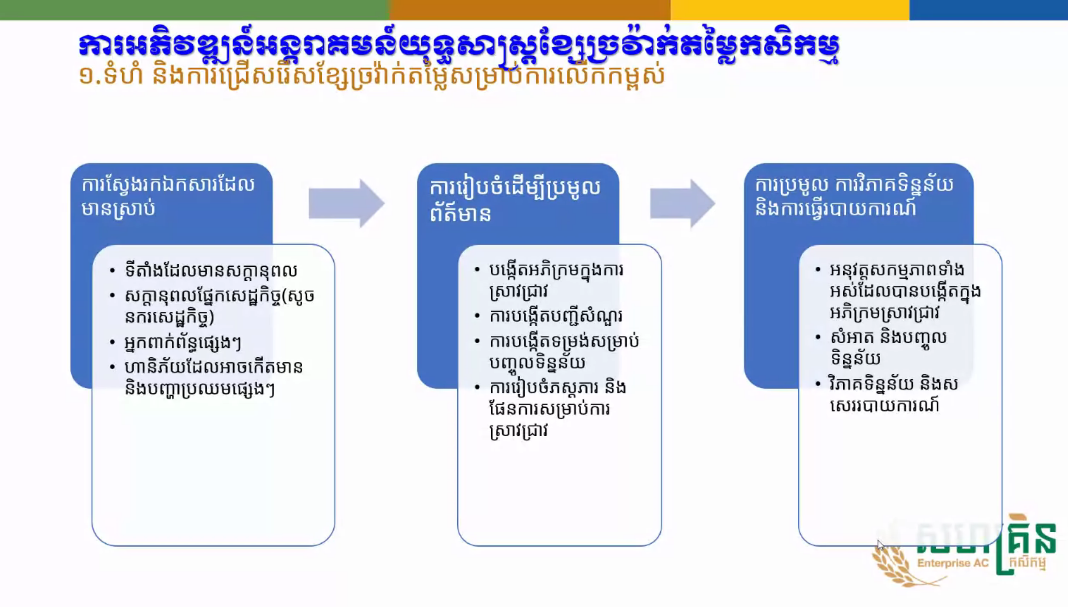 ការអភិវឌ្ឍន៍អន្តរាគមន៍យុទ្ធសាស្ត្រខ្សែច្រវ៉ាក់តម្លៃកសិកម្ម
១.ទំហំ និងការជ្រើសរើសខ្សែច្រវ៉ាក់តម្លៃសម្រាប់ការលើកកម្ពស់
ការស្វែងរកឯកសារដែល
មានស្រាប់
• ទីតាំងដែលមានសក្តានុពល
• សក្តានុពលផ្នែកសេដ្ឋកិច្ច(សូច
នករសេដ្ឋកិច្ច)
• អ្នកពាក់ព័ន្ធផ្សេងៗ
• ហានិភ័យដែលអាចកើតមាន
និងបញ្ហាប្រឈមផ្សេងៗ
ការរៀបចំដើម្បីប្រមូល
ព័ត៍មាន
• បង្កើតអភិក្រមក្នុងការ
ស្រាវជ្រាវ
• ការបង្កើតបញ្ជីសំណួរ
• ការបង្កើតទម្រង់សម្រាប់
បញ្ចូលទិន្នន័យ
• ការរៀបចំភស្តុភារ និង
ផែនការសម្រាប់ការ
ស្រាវជ្រាវ
ការប្រមូល ការវិភាគទិន្នន័យ
និងការធ្វើរបាយការណ៍
• អនុវត្តសកម្មភាពទាំង
អស់ដែលបានបង្កើតក្នុង
អភិក្រមស្រាវជ្រាវ
• សំអាត និងបញ្ចូល
ទិន្នន័យ
• វិភាគទិន្នន័យ និងស
សេររបាយការណ៍
សហគ្រិន
Enterprise AC កសិកម្ម